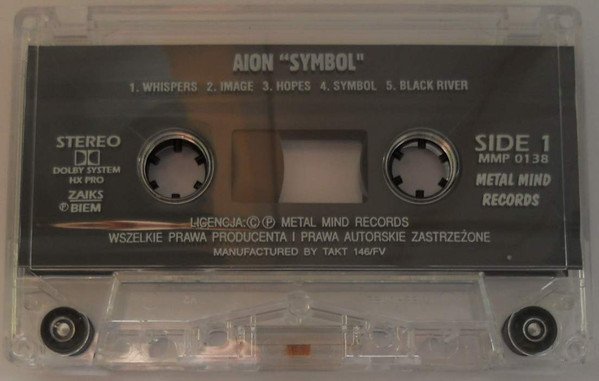 AION "SYMBOL"
1. WHISPERS 2. IMAGE 3. HOPES 4. SYMBOL 5. BLACK RIVER
STEREO
DOLBY SYSTEM
HX PRO
ZAIKS
Ⓟ BIEM
SIDE 1
MMP 0138
METAL MIND
RECORDS
LICENCJA:Ⓒ Ⓟ METAL MIND RECORDS
WSZELKIE PRAWA PRODUCENTA I PRAWA AUTORSKIE ZASTRZEŻONE
MANUFACTURED BY TAKT 146/FV